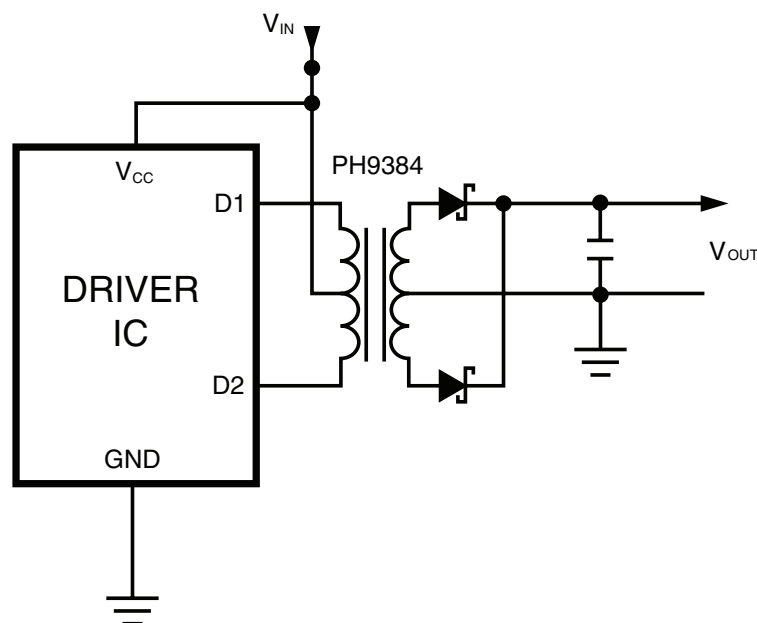 VIN
PH9384
VCC
D1
VOUT
DRIVER
IC
D2
GND